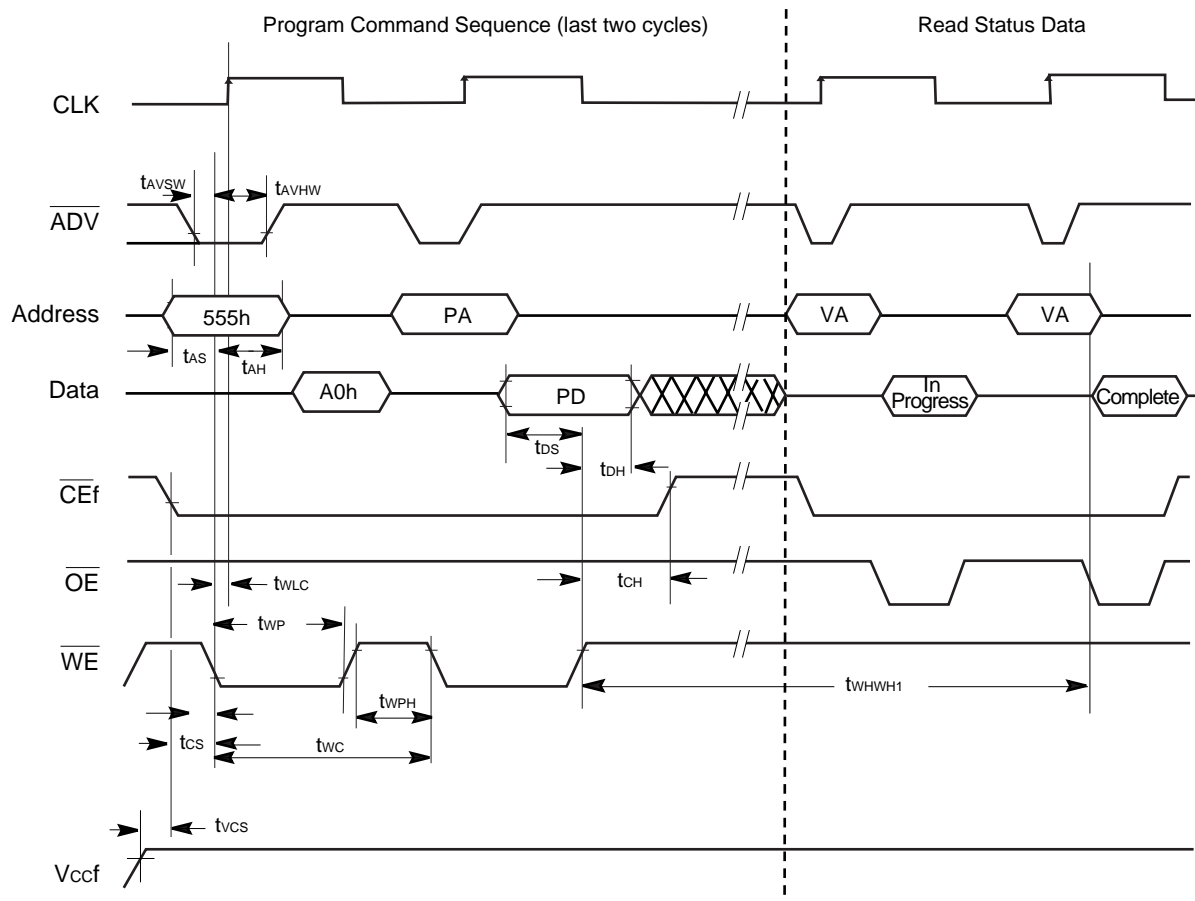 Program Command Sequence (last two cycles) Read Status Data
CLK
tAVSW tAVHW
ADV
Address 555h PA VA VA
tAS tAH
Data A0h PD In Progress Complete
tDS
tDH
CEf
OE tWLC tCH
tWP
WE
tWHWH1
tWPH
tCS tWC
tVCS
Vccf